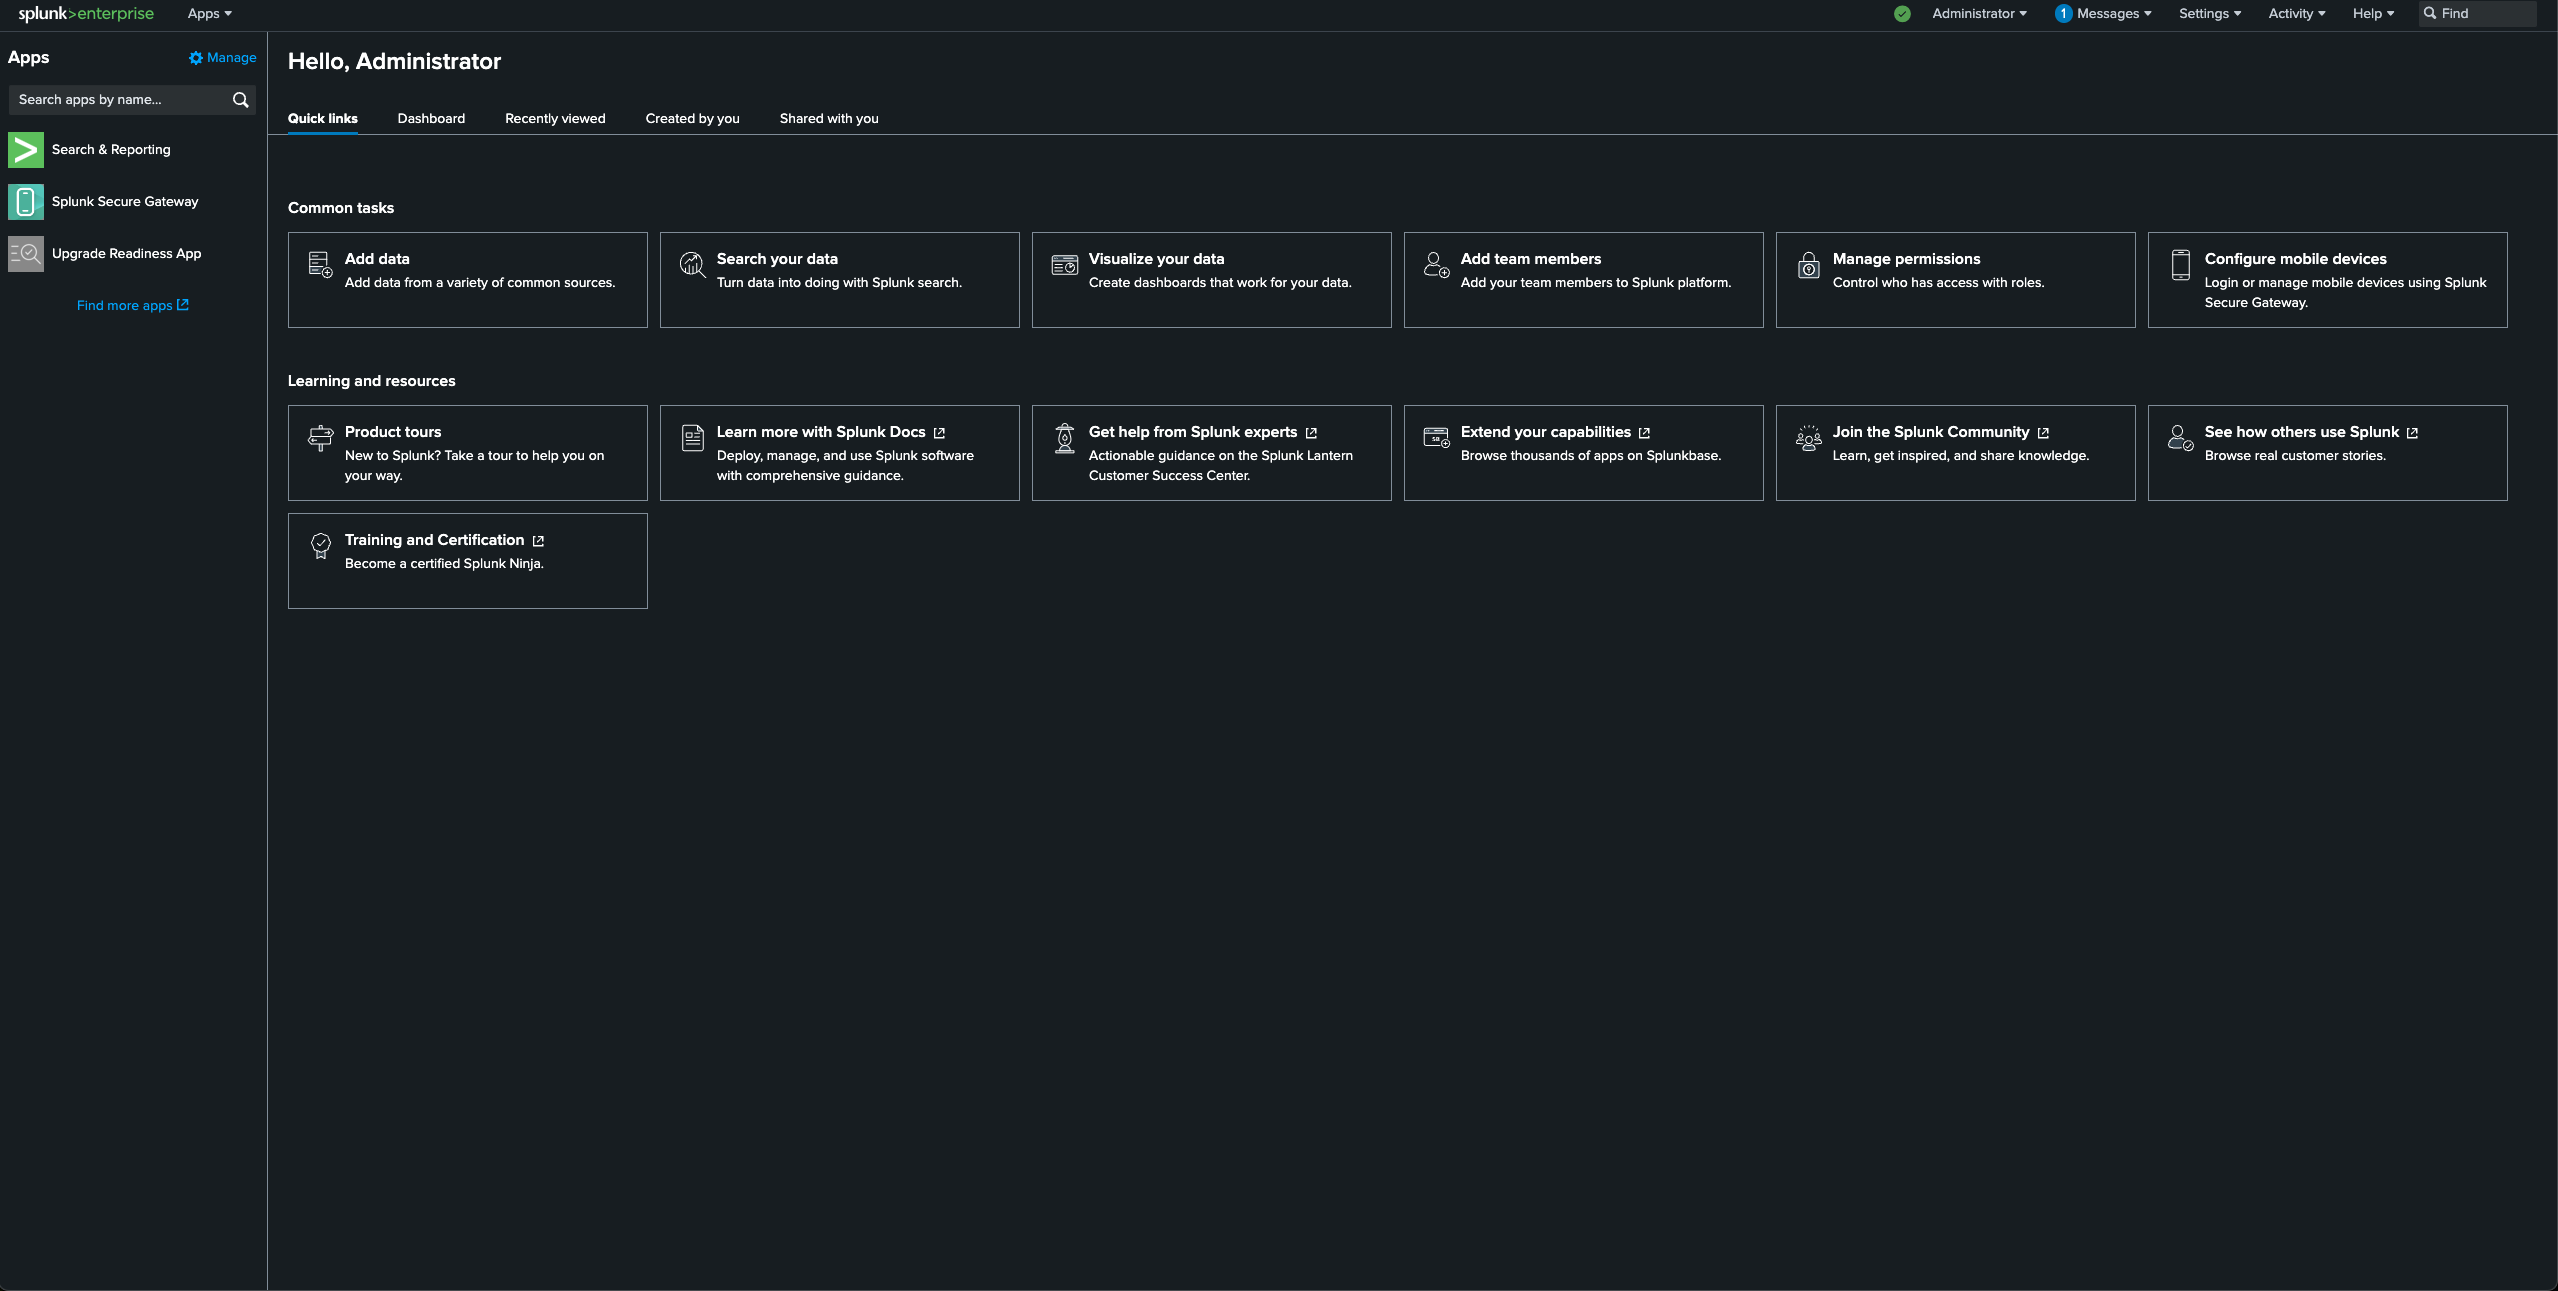 splunk>enterprise Apps
Administrator 1 Messages Settings Activity Help Find
Apps Manage
Search apps by name...
Search & Reporting
Splunk Secure Gateway
Upgrade Readiness App
Find more apps
Hello, Administrator
Quick links Dashboard Recently viewed Created by you Shared with you
Common tasks
Add data
Add data from a variety of common sources.
Search your data
Turn data into doing with Splunk search.
Visualize your data
Create dashboards that work for your data.
Add team members
Add your team members to Splunk platform.
Manage permissions
Control who has access with roles.
Configure mobile devices
Login or manage mobile devices using Splunk
Secure Gateway.
Learning and resources
Product tours
New to Splunk? Take a tour to help you on
your way.
Learn more with Splunk Docs
Deploy, manage, and use Splunk software
with comprehensive guidance.
Get help from Splunk experts
Actionable guidance on the Splunk Lantern
Customer Success Center.
Extend your capabilities
Browse thousands of apps on Splunkbase.
Join the Splunk Community
Learn, get inspired, and share knowledge.
See how others use Splunk
Browse real customer stories.
Training and Certification
Become a certified Splunk Ninja.